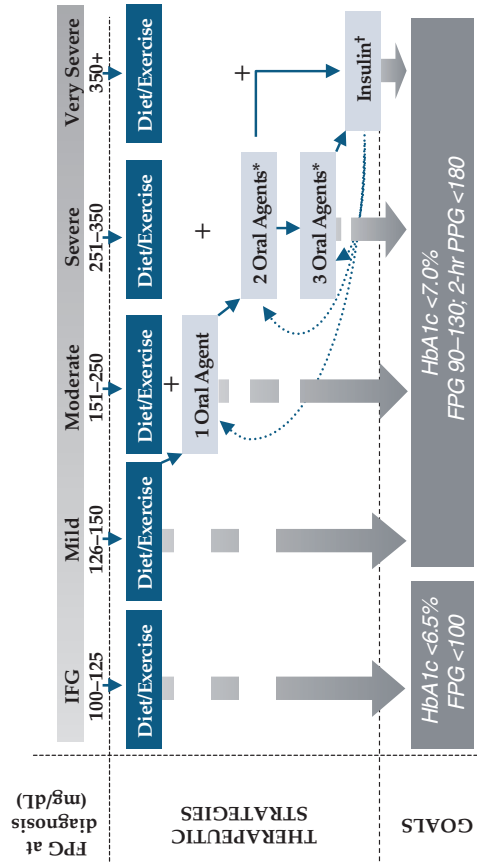 FPG at
diagnosis
(mg/dL)
IFG
Mild
Moderate
Severe
Very Severe
100–125
126–150
151–250
251–350
350+
THERAPEUTIC
STRATEGIES
Diet/Exercise
Diet/Exercise
Diet/Exercise
Diet/Exercise
Diet/Exercise
+
+
+
1 Oral Agent
2 Oral Agents*
3 Oral Agents*
Insulin†
GOALS
HbA1c <6.5%
FPG <100
HbA1c <7.0%
FPG 90–130; 2-hr PPG <180